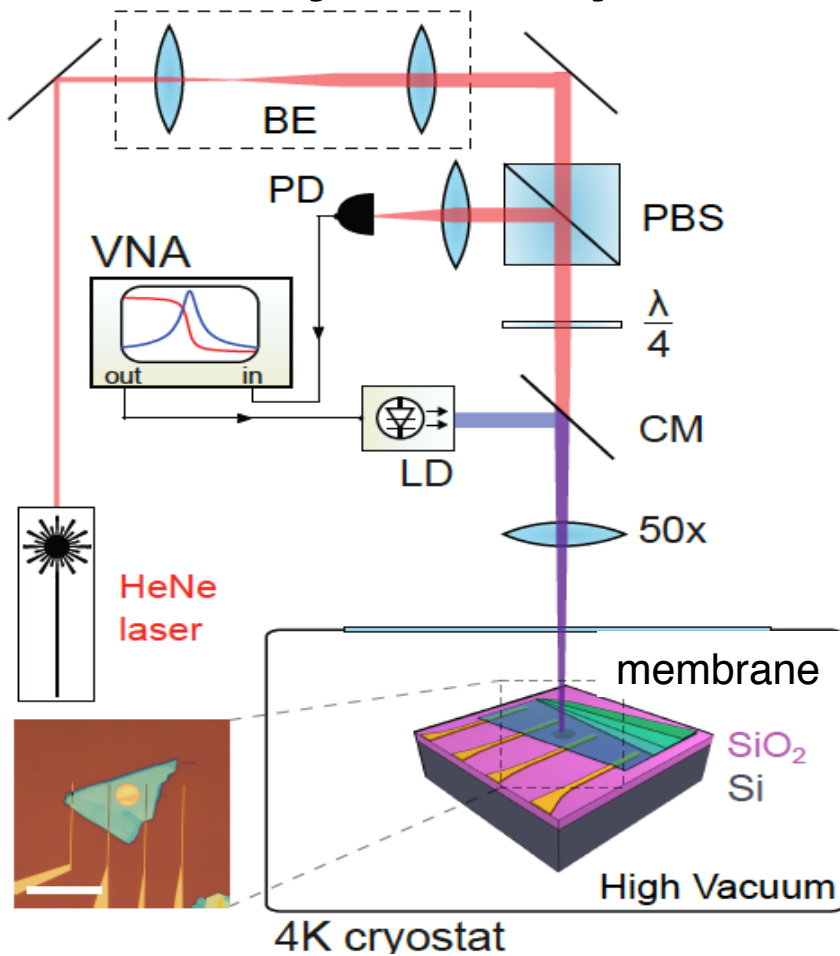 BE
PD
PBS
VNA
λ
4
out
in
CM
LD
50x
HeNe
laser
membrane
SiO₂
Si
High Vacuum
4K cryostat